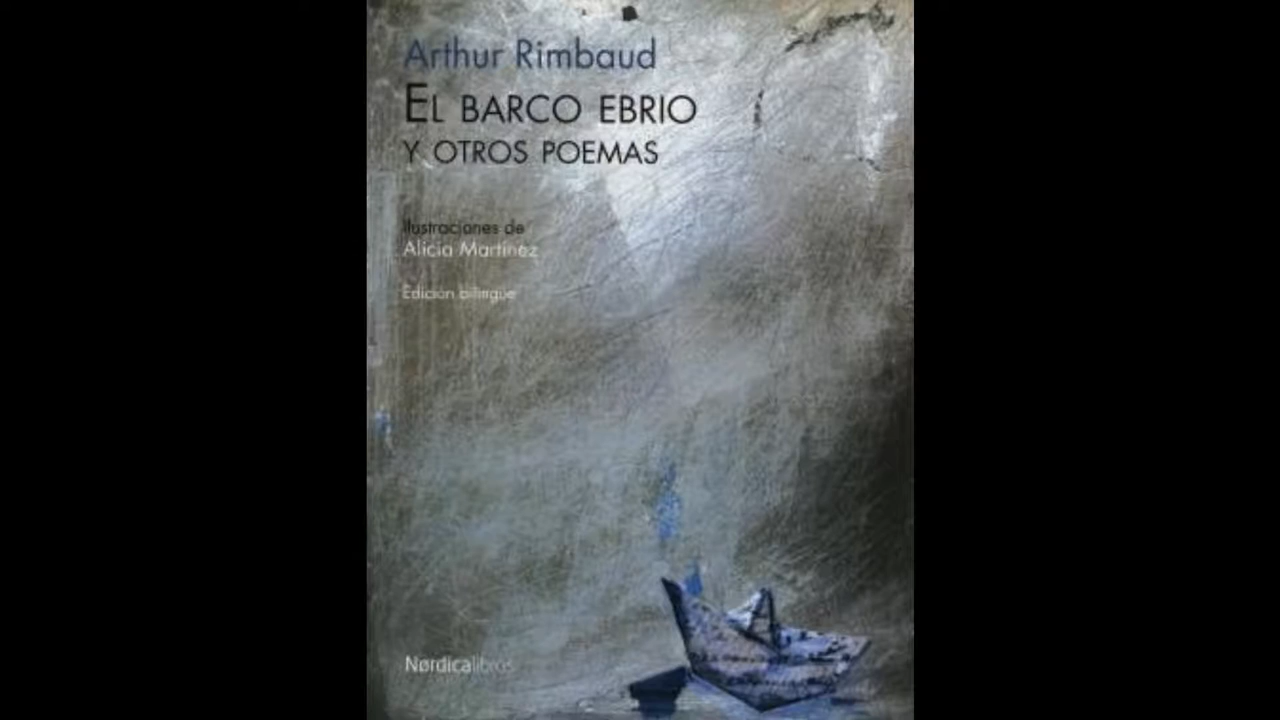 Arthur Rimbaud
EL BARCO EBRIO
Y OTROS POEMAS
Ilustraciones de
Alicia Martínez
Edición bilingüe
Nørdicalibros